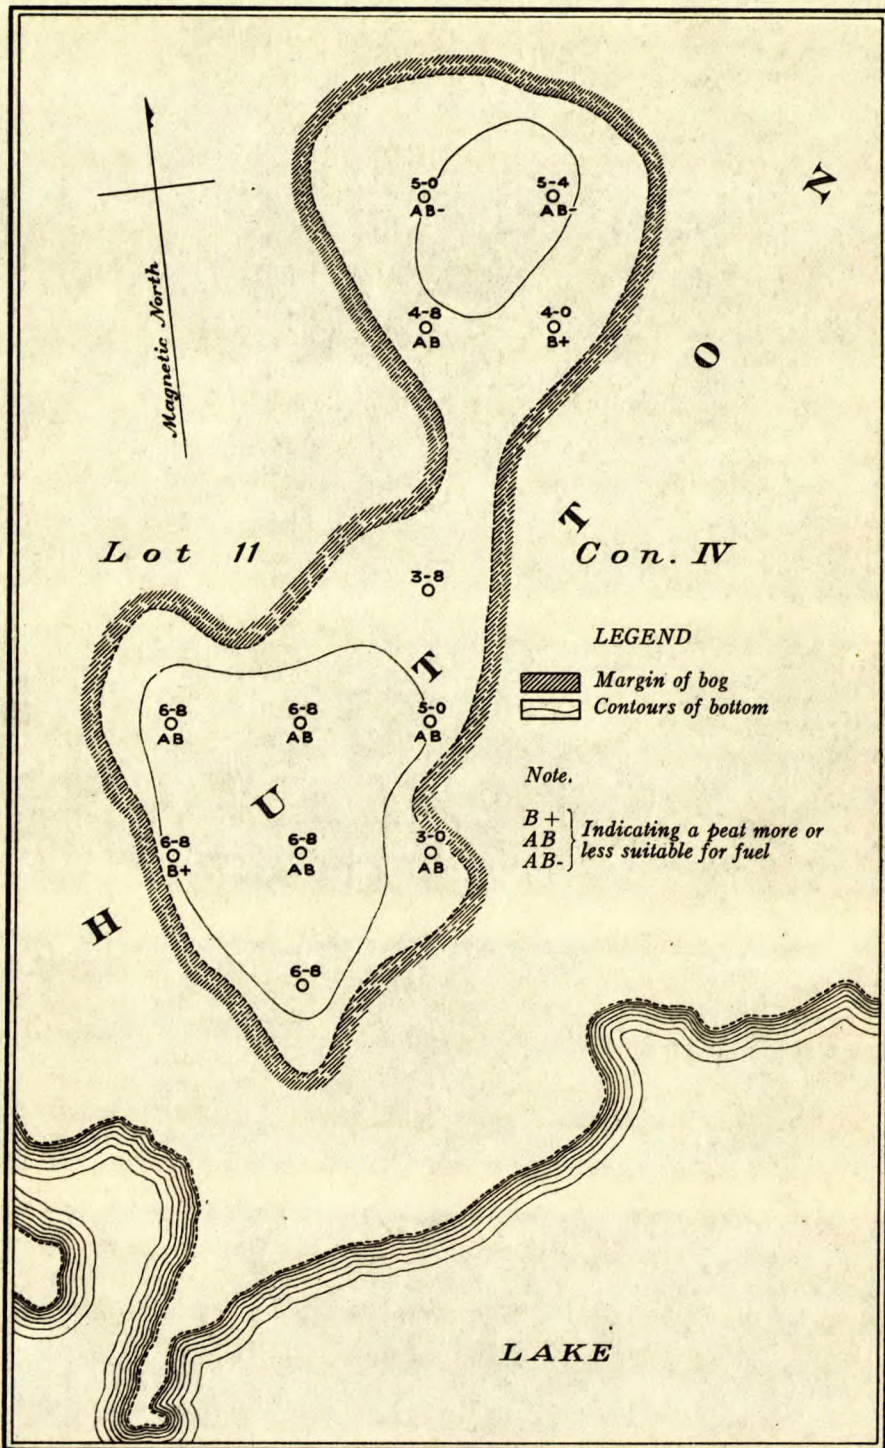 N
5-0 5-4
AB- AB-
Magnetic North
4-8 4-0
AB B+
O
T
Lot 11 Con. IV
3-8
LEGEND
T
Margin of bog
Contours of bottom
6-8 6-8 5-0
AB AB AB
Note.
U
B+
AB
AB-
Indicating a peat more or
less suitable for fuel
6-8 6-8 3-0
B+ AB AB
H
6-8
LAKE